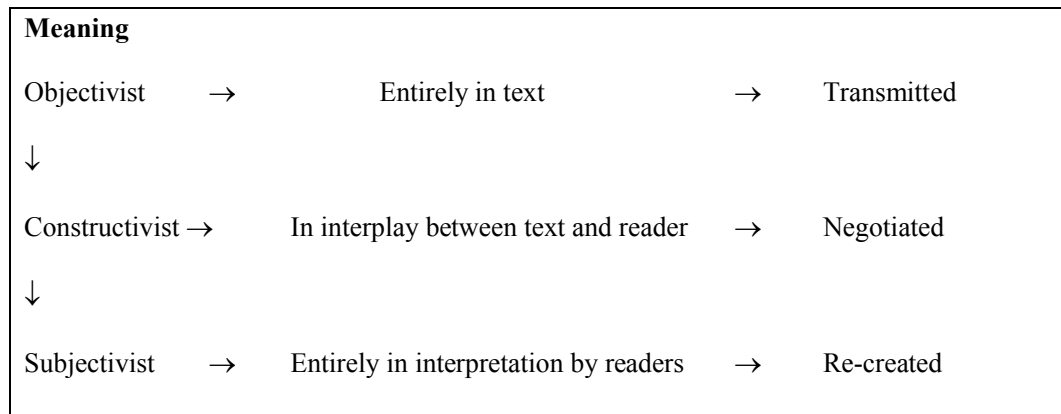 Meaning
Objectivist → Entirely in text → Transmitted
↓
Constructivist → In interplay between text and reader → Negotiated
↓
Subjectivist → Entirely in interpretation by readers → Re-created